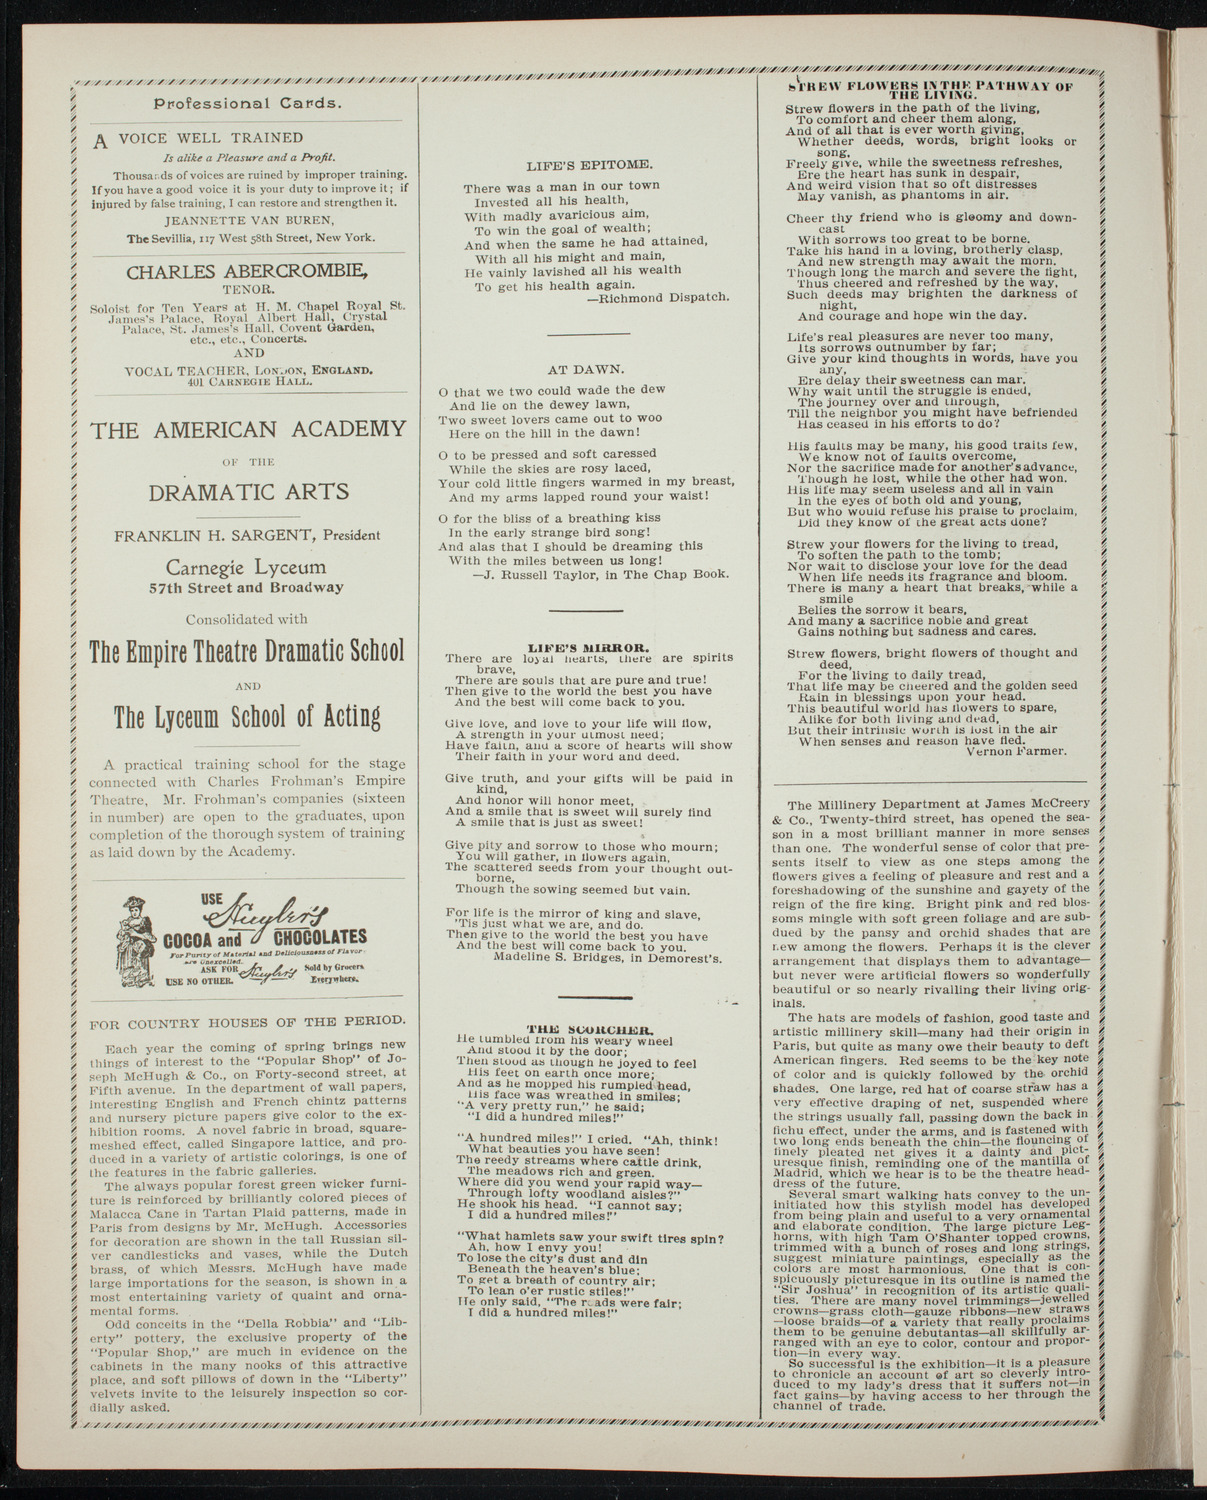 Professional Cards.
A VOICE WELL TRAINED
Is alike a Pleasure and a Profit.
Thousands of voices are ruined by improper training.
If you have a good voice it is your duty to improve it; if
injured by false training, I can restore and strengthen it.
JEANNETTE VAN BUREN,
The Sevillia, 117 West 58th Street, New York.
CHARLES ABERCROMBIE,
TENOR.
Soloist for Ten Years at H. M. Chapel Royal St.
James's Palace, Royal Albert Hall, Crystal
Palace, St. James's Hall, Covent Garden,
etc., etc., Concerts.
AND
VOCAL TEACHER, LONDON, ENGLAND.
401 CARNEGIE HALL.
THE AMERICAN ACADEMY
OF THE
DRAMATIC ARTS
FRANKLIN H. SARGENT, President
Carnegie Lyceum
57th Street and Broadway
Consolidated with
The Empire Theatre Dramatic School
AND
The Lyceum School of Acting
A practical training school for the stage
connected with Charles Frohman's Empire
Theatre, Mr. Frohman's companies (sixteen
in number) are open to the graduates, upon
completion of the thorough system of training
as laid down by the Academy.
USE Huyler's
COCOA and CHOCOLATES
For Purity of Material and Deliciousness of Flavor
are Unexcelled.
ASK FOR Huyler's Sold by Grocers
USE NO OTHER. Everywhere.
FOR COUNTRY HOUSES OF THE PERIOD.
Each year the coming of spring brings new
things of interest to the "Popular Shop" of Jo-
seph McHugh & Co., on Forty-second street, at
Fifth avenue. In the department of wall papers,
interesting English and French chintz patterns
and nursery picture papers give color to the ex-
hibition rooms. A novel fabric in broad, square-
meshed effect, called Singapore lattice, and pro-
duced in a variety of artistic colorings, is one of
the features in the fabric galleries.
The always popular forest green wicker furni-
ture is reinforced by brilliantly colored pieces of
Malacca Cane in Tartan Plaid patterns, made in
Paris from designs by Mr. McHugh. Accessories
for decoration are shown in the tall Russian sil-
ver candlesticks and vases, while the Dutch
brass, of which Messrs. McHugh have made
large importations for the season, is shown in a
most entertaining variety of quaint and orna-
mental forms.
Odd conceits in the "Della Robbia" and "Lib-
erty" pottery, the exclusive property of the
"Popular Shop," are much in evidence on the
cabinets in the many nooks of this attractive
place, and soft pillows of down in the "Liberty"
velvets invite to the leisurely inspection so cor-
dially asked.
LIFE'S EPITOME.
There was a man in our town
Invested all his health,
With madly avaricious aim,
To win the goal of wealth;
And when the same he had attained,
With all his might and main,
He vainly lavished all his wealth
To get his health again.
—Richmond Dispatch.
AT DAWN.
O that we two could wade the dew
And lie on the dewey lawn,
Two sweet lovers came out to woo
Here on the hill in the dawn!
O to be pressed and soft caressed
While the skies are rosy laced,
Your cold little fingers warmed in my breast,
And my arms lapped round your waist!
O for the bliss of a breathing kiss
In the early strange bird song!
And alas that I should be dreaming this
With the miles between us long!
—J. Russell Taylor, in The Chap Book.
LIFE'S MIRROR.
There are loyal hearts, there are spirits
brave,
There are souls that are pure and true!
Then give to the world the best you have
And the best will come back to you.
Give love, and love to your life will flow,
A strength in your utmost need;
Have faith, and a score of hearts will show
Their faith in your word and deed.
Give truth, and your gifts will be paid in
kind,
And honor will honor meet,
And a smile that is sweet will surely find
A smile that is just as sweet!
Give pity and sorrow to those who mourn;
You will gather, in flowers again,
The scattered seeds from your thought out-
borne,
Though the sowing seemed but vain.
For life is the mirror of king and slave,
'Tis just what we are, and do.
Then give to the world the best you have
And the best will come back to you.
Madeline S. Bridges, in Demorest's.
THE SCORCHER.
He tumbled from his weary wheel
And stood it by the door;
Then stood as though he joyed to feel
His feet on earth once more;
And as he mopped his rumpled head,
His face was wreathed in smiles;
"A very pretty run," he said;
"I did a hundred miles!"
"A hundred miles!" I cried. "Ah, think!
What beauties you have seen!
The reedy streams where cattle drink,
The meadows rich and green.
Where did you wend your rapid way—
Through lofty woodland aisles?"
He shook his head. "I cannot say;
I did a hundred miles!"
"What hamlets saw your swift tires spin?
Ah, how I envy you!
To lose the city's dust and din
Beneath the heaven's blue;
To get a breath of country air;
To lean o'er rustic stiles!"
He only said, "The roads were fair;
I did a hundred miles!"
STREW FLOWERS IN THE PATHWAY OF
THE LIVING.
Strew flowers in the path of the living,
To comfort and cheer them along,
And of all that is ever worth giving,
Whether deeds, words, bright looks or
song,
Freely give, while the sweetness refreshes,
Ere the heart has sunk in despair,
And weird vision that so oft distresses
May vanish, as phantoms in air.
Cheer thy friend who is gloomy and down-
cast
With sorrows too great to be borne.
Take his hand in a loving, brotherly clasp,
And new strength may await the morn.
Though long the march and severe the fight,
Thus cheered and refreshed by the way,
Such deeds may brighten the darkness of
night,
And courage and hope win the day.
Life's real pleasures are never too many,
Its sorrows outnumber by far;
Give your kind thoughts in words, have you
any,
Ere delay their sweetness can mar.
Why wait until the struggle is ended,
The journey over and through,
Till the neighbor you might have befriended
Has ceased in his efforts to do?
His faults may be many, his good traits few,
We know not of faults overcome,
Nor the sacrifice made for another's advance,
Though he lost, while the other had won.
His life may seem useless and all in vain
In the eyes of both old and young,
But who would refuse his praise to proclaim,
Did they know of the great acts done?
Strew your flowers for the living to tread,
To soften the path to the tomb;
Nor wait to disclose your love for the dead
When life needs its fragrance and bloom.
There is many a heart that breaks, while a
smile
Belies the sorrow it bears,
And many a sacrifice noble and great
Gains nothing but sadness and cares.
Strew flowers, bright flowers of thought and
deed,
For the living to daily tread,
That life may be cheered and the golden seed
Rain in blessings upon your head.
This beautiful world has flowers to spare,
Alike for both living and dead,
But their intrinsic worth is lost in the air
When senses and reason have fled.
Vernon Farmer.
The Millinery Department at James McCreery
& Co., Twenty-third street, has opened the sea-
son in a most brilliant manner in more senses
than one. The wonderful sense of color that pre-
sents itself to view as one steps among the
flowers gives a feeling of pleasure and rest and a
foreshadowing of the sunshine and gayety of the
reign of the fire king. Bright pink and red blos-
soms mingle with soft green foliage and are sub-
dued by the pansy and orchid shades that are
new among the flowers. Perhaps it is the clever
arrangement that displays them to advantage—
but never were artificial flowers so wonderfully
beautiful or so nearly rivalling their living orig-
inals.
The hats are models of fashion, good taste and
artistic millinery skill—many had their origin in
Paris, but quite as many owe their beauty to deft
American fingers. Red seems to be the key note
of color and is quickly followed by the orchid
shades. One large, red hat of coarse straw has a
very effective draping of net, suspended where
the strings usually fall, passing down the back in
fichu effect, under the arms, and is fastened with
two long ends beneath the chin—the flouncing of
finely pleated net gives it a dainty and pict-
uresque finish, reminding one of the mantilla of
Madrid, which we hear is to be the theatre head-
dress of the future.
Several smart walking hats convey to the un-
initiated how this stylish model has developed
from being plain and useful to a very ornamental
and elaborate condition. The large picture Leg-
horns, with high Tam O'Shanter topped crowns,
trimmed with a bunch of roses and long strings,
suggest miniature paintings, especially as the
colors are most harmonious. One that is con-
spicuously picturesque in its outline is named the
"Sir Joshua" in recognition of its artistic quali-
ties. There are many novel trimmings—jewelled
crowns—grass cloth—gauze ribbons—new straws
—loose braids—of a variety that really proclaims
them to be genuine debutantas—all skillfully ar-
ranged with an eye to color, contour and propor-
tion—in every way.
So successful is the exhibition—it is a pleasure
to chronicle an account of art so cleverly intro-
duced to my lady's dress that it suffers not—in
fact gains—by having access to her through the
channel of trade.